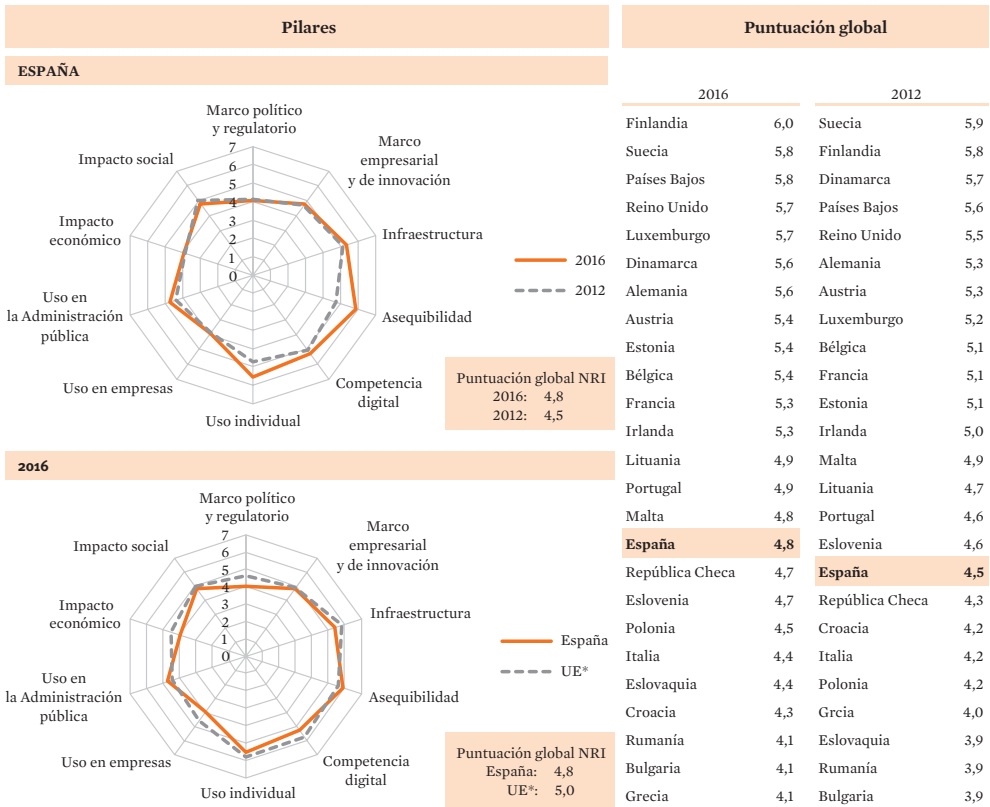 Pilares
ESPAÑA
Marco político
y regulatorio
Marco
empresarial
y de innovación
Infraestructura
Asequibilidad
Competencia
digital
Uso individual
Uso en empresas
Uso en
la Administración
pública
Impacto
económico
Impacto social
7
6
5
4
3
2
1
0
2016
2012
Puntuación global NRI
2016: 4,8
2012: 4,5
2016
Marco político
y regulatorio
Marco
empresarial
y de innovación
Infraestructura
Asequibilidad
Competencia
digital
Uso individual
Uso en empresas
Uso en
la Administración
pública
Impacto
económico
Impacto social
7
6
5
4
3
2
1
0
España
UE*
Puntuación global NRI
España: 4,8
UE*: 5,0
Puntuación global
2016
Finlandia 6,0
Suecia 5,8
Países Bajos 5,8
Reino Unido 5,7
Luxemburgo 5,7
Dinamarca 5,6
Alemania 5,6
Austria 5,4
Estonia 5,4
Bélgica 5,4
Francia 5,3
Irlanda 5,3
Lituania 4,9
Portugal 4,9
Malta 4,8
España 4,8
República Checa 4,7
Eslovenia 4,7
Polonia 4,5
Italia 4,4
Eslovaquia 4,4
Croacia 4,3
Rumanía 4,1
Bulgaria 4,1
Grecia 4,1
2012
Suecia 5,9
Finlandia 5,8
Dinamarca 5,7
Países Bajos 5,6
Reino Unido 5,5
Alemania 5,3
Austria 5,3
Luxemburgo 5,2
Bélgica 5,1
Francia 5,1
Estonia 5,1
Irlanda 5,0
Malta 4,9
Lituania 4,7
Portugal 4,6
Eslovenia 4,6
España 4,5
República Checa 4,3
Croacia 4,2
Italia 4,2
Polonia 4,2
Grcia 4,0
Eslovaquia 3,9
Rumanía 3,9
Bulgaria 3,9